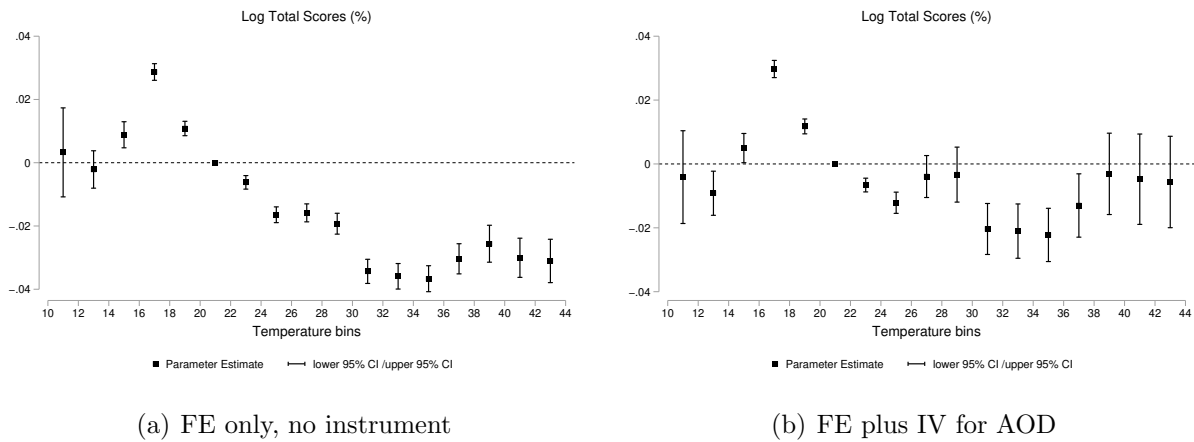 Log Total Scores (%)
.04
.02
0
−.02
−.04
10 12 14 16 18 20 22 24 26 28 30 32 34 36 38 40 42 44
Temperature bins
Parameter Estimate lower 95% CI /upper 95% CI
(a) FE only, no instrument
Log Total Scores (%)
.04
.02
0
−.02
−.04
10 12 14 16 18 20 22 24 26 28 30 32 34 36 38 40 42 44
Temperature bins
Parameter Estimate lower 95% CI /upper 95% CI
(b) FE plus IV for AOD